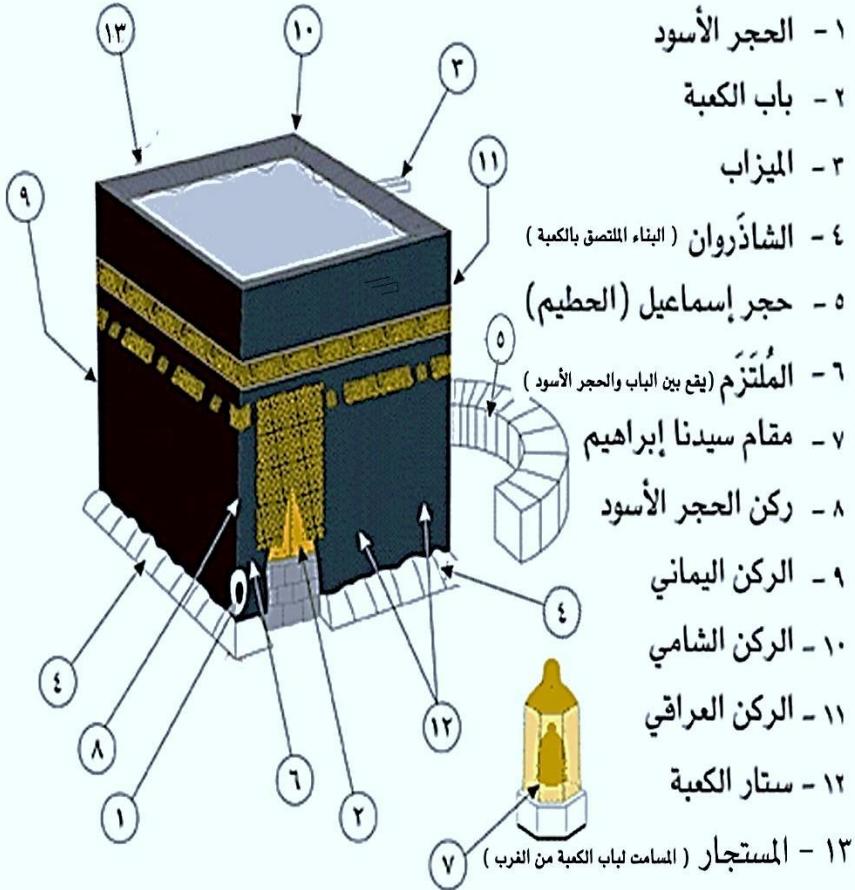 ١ - الحجر الأسود
٢ - باب الكعبة
٣ - الميزاب
٤ - الشاذَروان ( البناء الملتصق بالكعبة )
٥ - حجر إسماعيل (الحطيم)
٦ - المُلتَزَم (يقع بين الباب والحجر الأسود )
٧ - مقام سيدنا إبراهيم
٨ - ركن الحجر الأسود
٩ - الركن اليماني
١٠ - الركن الشامي
١١ - الركن العراقي
١٢ - ستار الكعبة
١٣ - المستجار ( المسامت لباب الكعبة من الغرب )
١٣
١٠
٣
١١
٩
٥
٤
٤
١٢
٨
٦
٢
١
٧